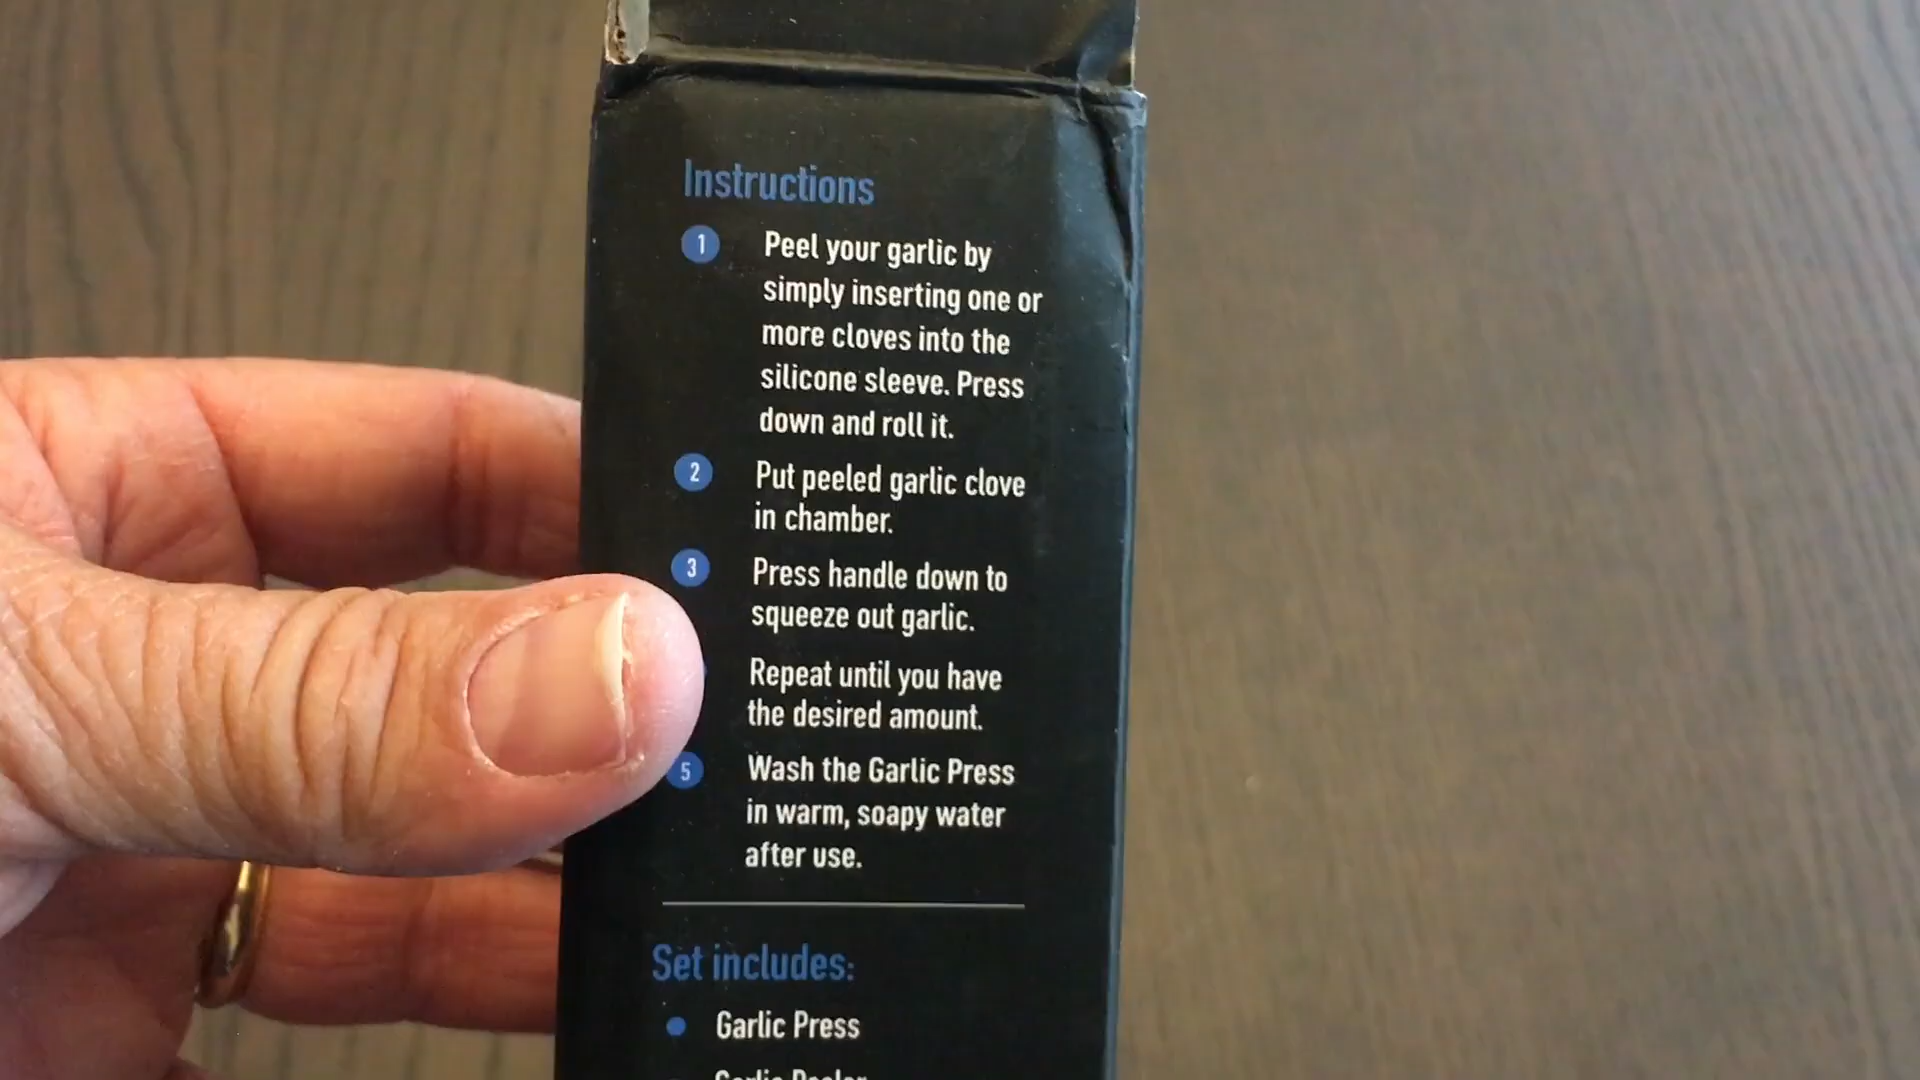 Instructions
1 Peel your garlic by
simply inserting one or
more cloves into the
silicone sleeve. Press
down and roll it.
2 Put peeled garlic clove
in chamber.
3 Press handle down to
squeeze out garlic.
Repeat until you have
the desired amount.
5 Wash the Garlic Press
in warm, soapy water
after use.
Set includes:
Garlic Press
Garlic Peeler